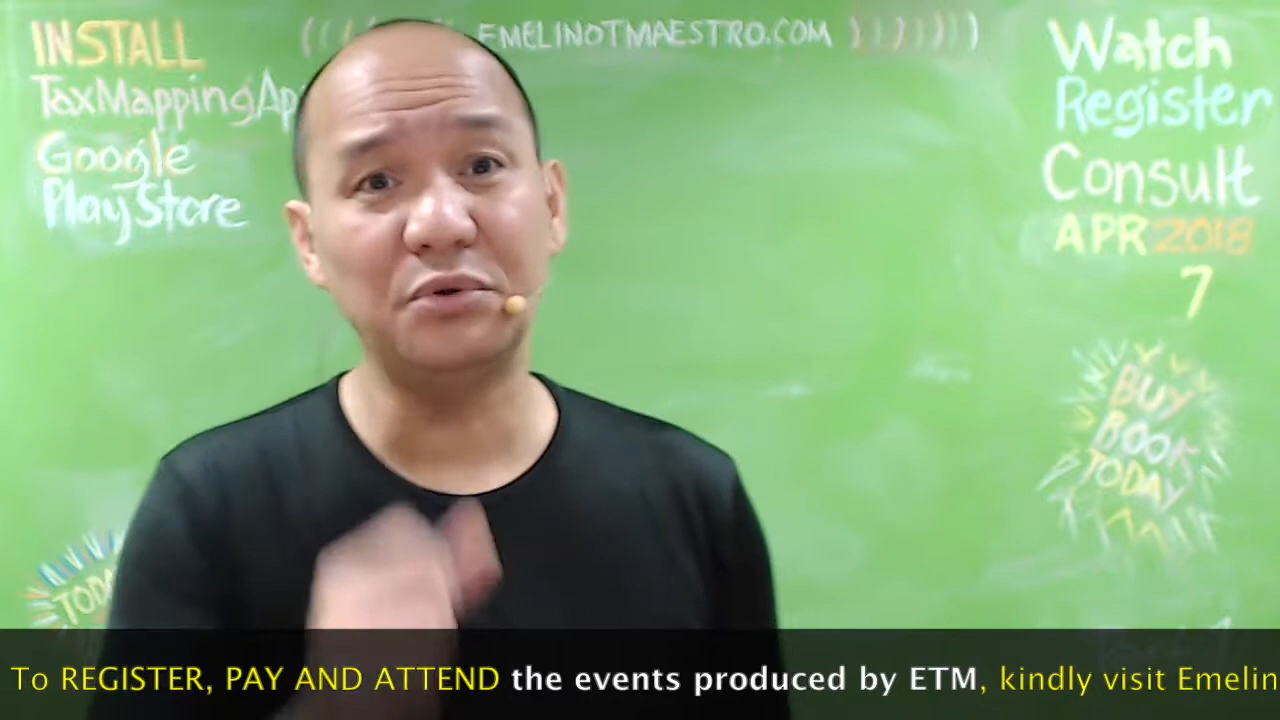 INSTALL
TaxMappingAp
Google
PlayStore
EMELINOTMAESTRO.COM
Watch
Register
Consult
APR 2018
7
BUY
BOOK
TODAY
TODA
To REGISTER, PAY AND ATTEND the events produced by ETM, kindly visit Emelin